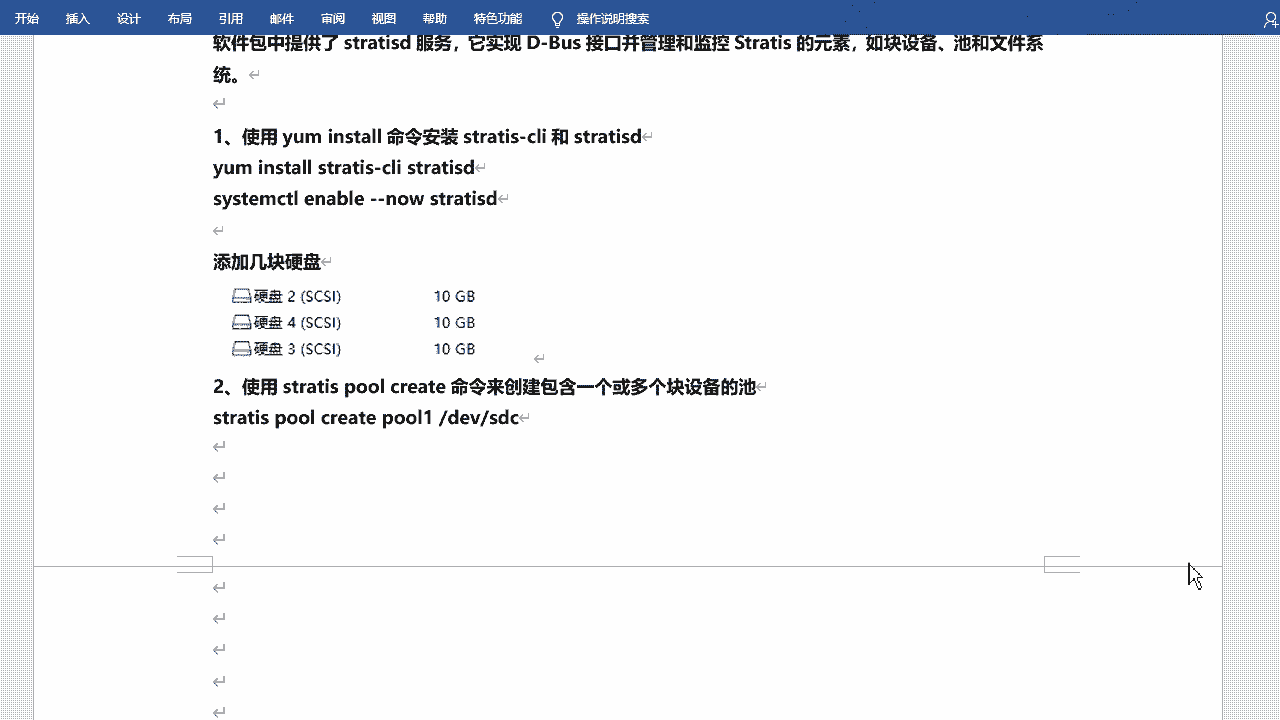 开始 插入 设计 布局 引用 邮件 审阅 视图 帮助 特色功能 操作说明搜索
软件包中提供了 stratisd 服务，它实现 D-Bus 接口并管理和监控 Stratis 的元素，如块设备、池和文件系
统。
1、使用 yum install 命令安装 stratis-cli 和 stratisd
yum install stratis-cli stratisd
systemctl enable --now stratisd
添加几块硬盘
硬盘 2 (SCSI) 10 GB
硬盘 4 (SCSI) 10 GB
硬盘 3 (SCSI) 10 GB
2、使用 stratis pool create 命令来创建包含一个或多个块设备的池
stratis pool create pool1 /dev/sdc